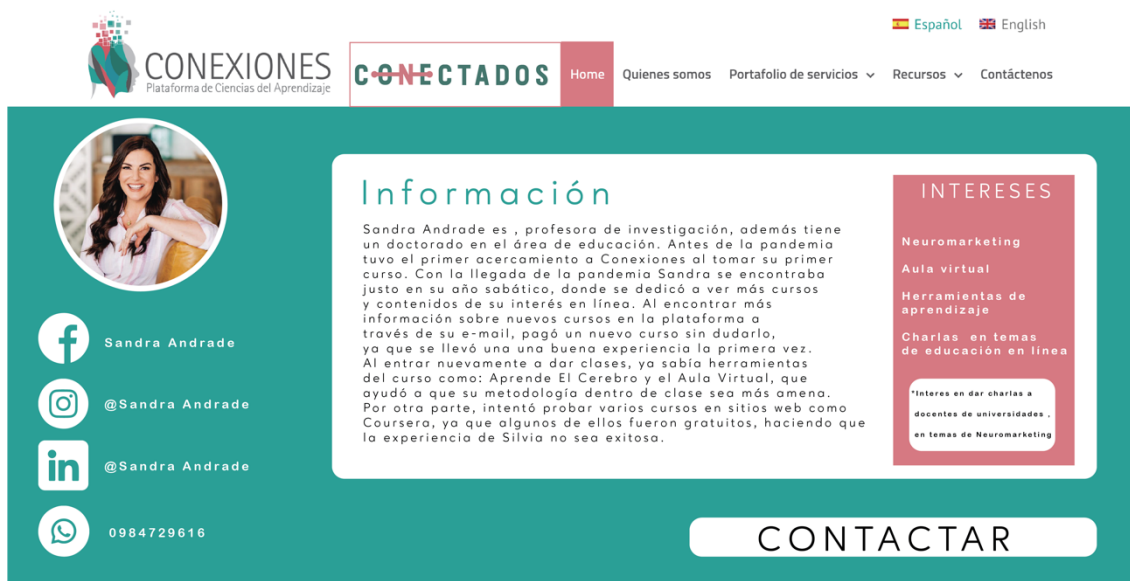 Español English
CONEXIONES
Plataforma de Ciencias del Aprendizaje
CONECTADOS
Home Quienes somos Portafolio de servicios Recursos Contáctenos
Sandra Andrade
@Sandra Andrade
in
@Sandra Andrade
0984729616
Información
Sandra Andrade es , profesora de investigación, además tiene
un doctorado en el área de educación. Antes de la pandemia
tuvo el primer acercamiento a Conexiones al tomar su primer
curso. Con la llegada de la pandemia Sandra se encontraba
justo en su año sabático, donde se dedicó a ver más cursos
y contenidos de su interés en línea. Al encontrar más
información sobre nuevos cursos en la plataforma a
través de su e-mail, pagó un nuevo curso sin dudarlo,
ya que se llevó una una buena experiencia la primera vez.
Al entrar nuevamente a dar clases, ya sabía herramientas
del curso como: Aprende El Cerebro y el Aula Virtual, que
ayudó a que su metodología dentro de clase sea más amena.
Por otra parte, intentó probar varios cursos en sitios web como
Coursera, ya que algunos de ellos fueron gratuitos, haciendo que
la experiencia de Silvia no sea exitosa.
INTERESES
Neuromarketing
Aula virtual
Herramientas de
aprendizaje
Charlas en temas
de educación en línea
*Interes en dar charlas a
docentes de universidades ,
en temas de Neuromarketing
CONTACTAR